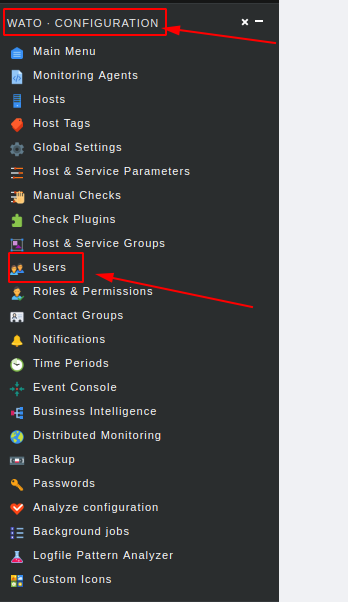 WATO · CONFIGURATION
Main Menu
Monitoring Agents
Hosts
Host Tags
Global Settings
Host & Service Parameters
Manual Checks
Check Plugins
Host & Service Groups
Users
Roles & Permissions
Contact Groups
Notifications
Time Periods
Event Console
Business Intelligence
Distributed Monitoring
Backup
Passwords
Analyze configuration
Background jobs
Logfile Pattern Analyzer
Custom Icons